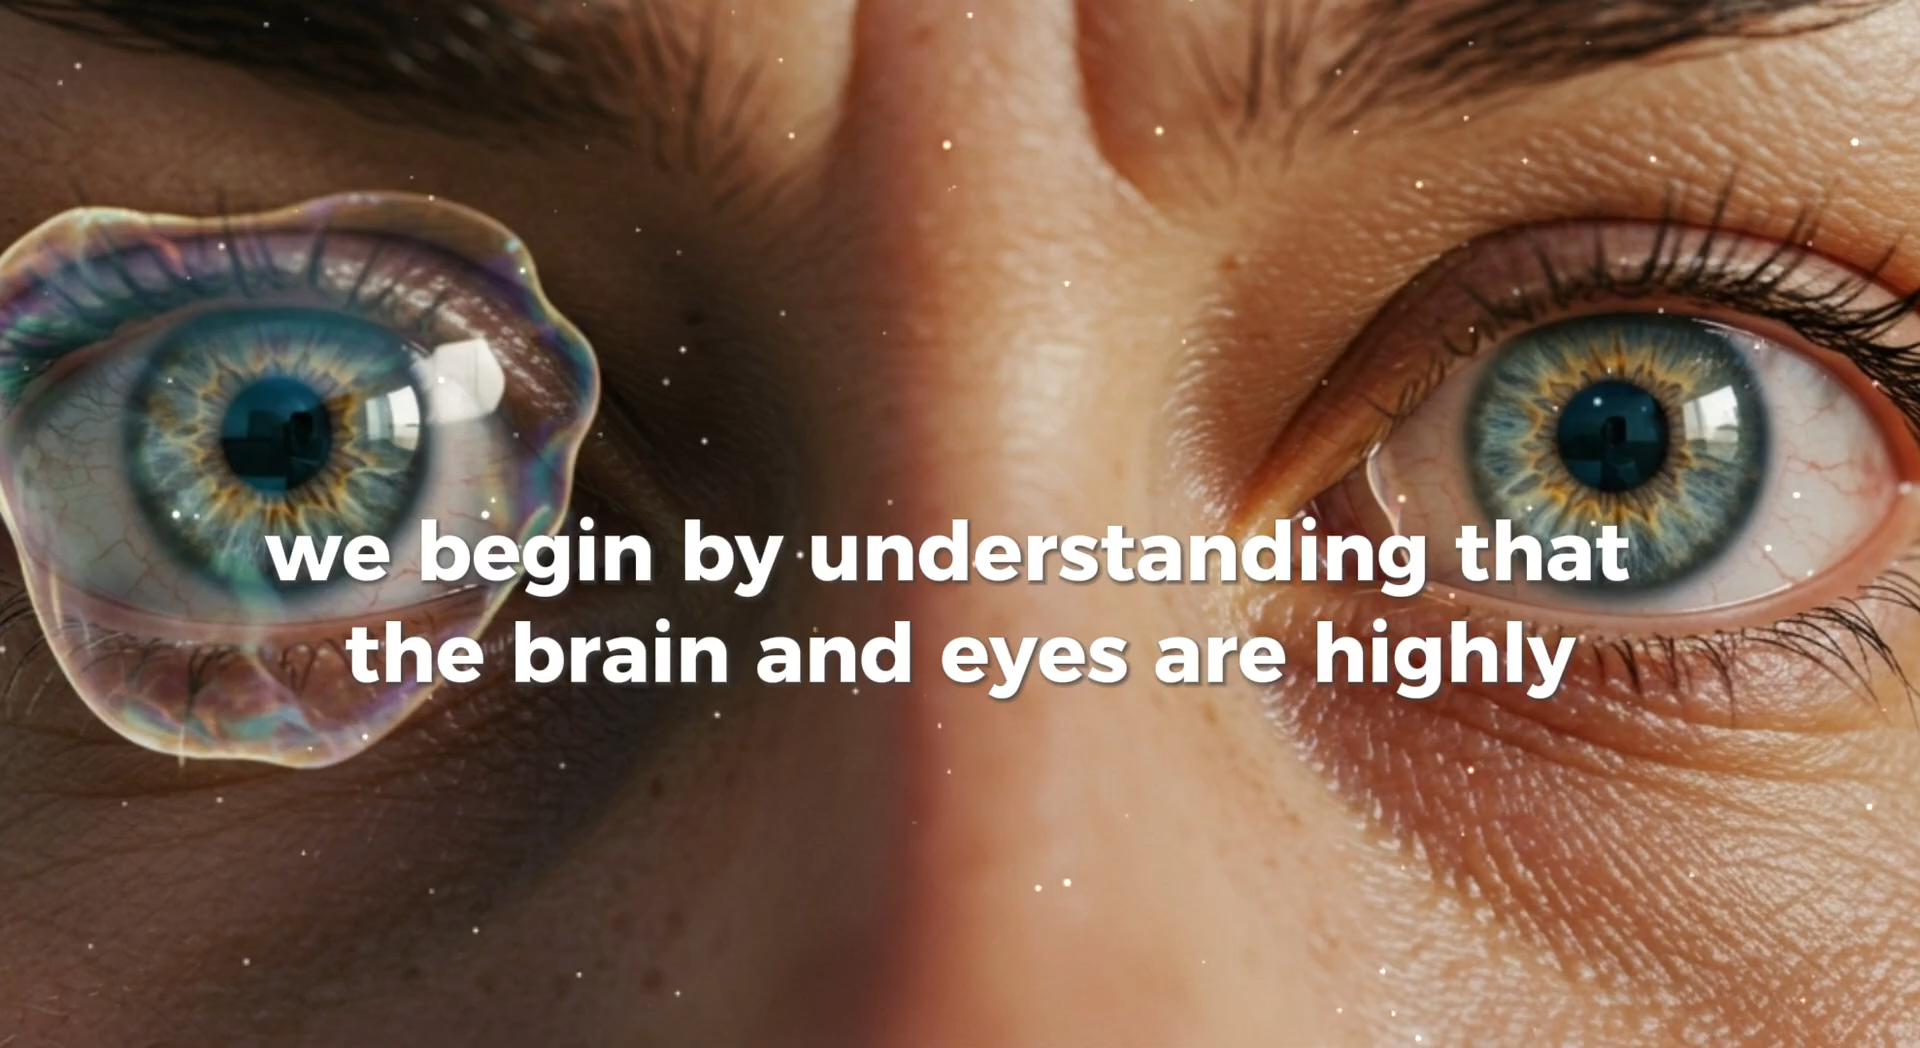 we begin by understanding that
the brain and eyes are highly